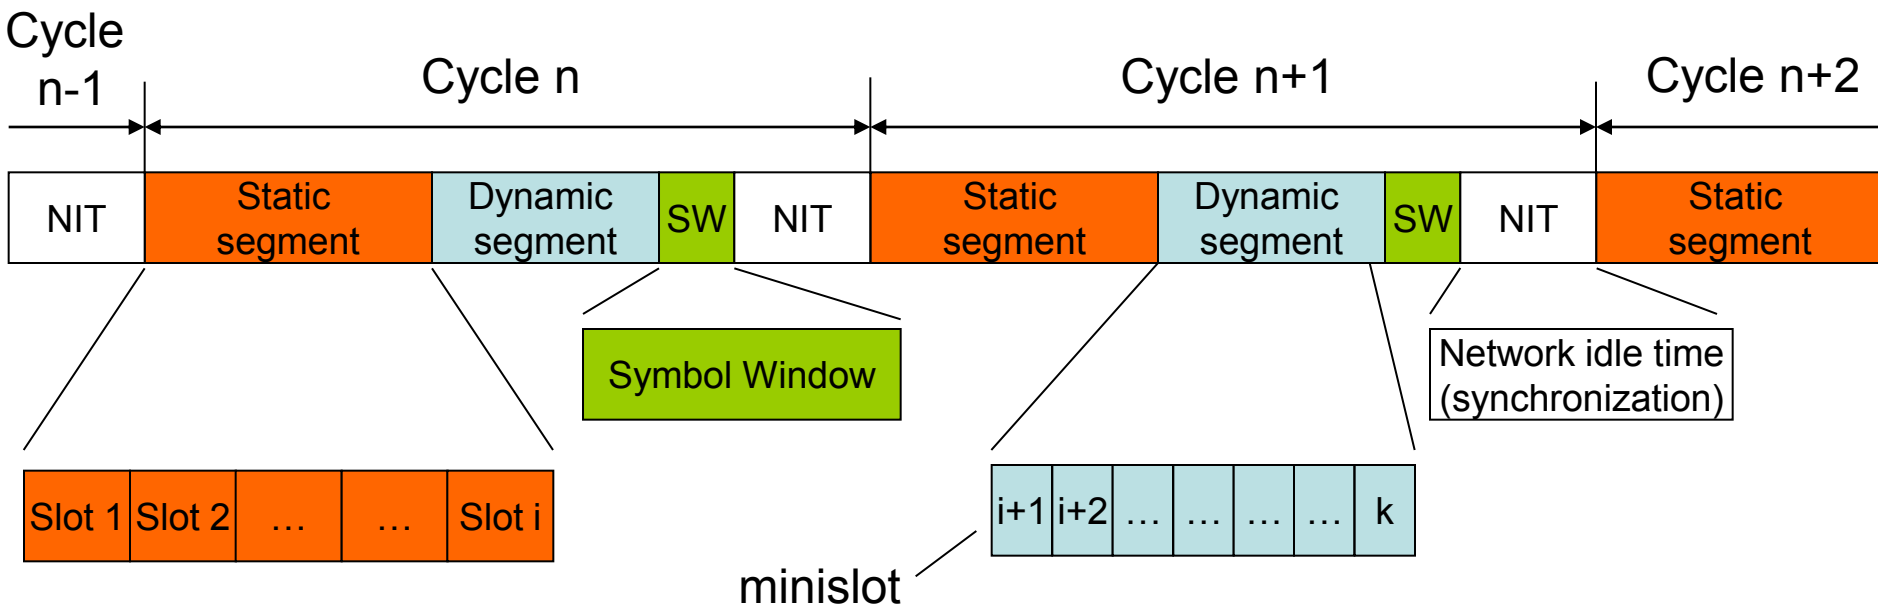 Cycle
n-1
Cycle n
Cycle n+1
Cycle n+2
NIT
Static
segment
Dynamic
segment
SW
NIT
Static
segment
Dynamic
segment
SW
NIT
Static
segment
Symbol Window
Network idle time
(synchronization)
Slot 1 Slot 2 … … Slot i
i+1 i+2 … … … … k
minislot